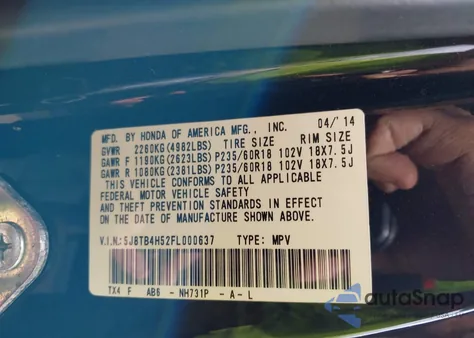 MFD. BY HONDA OF AMERICA MFG., INC. 04/'14
GVWR 2260KG(4982LBS) TIRE SIZE RIM SIZE
GAWR F 1190KG(2623LBS) P235/60R18 102V 18X7.5J
GAWR R 1080KG(2381LBS) P235/60R18 102V 18X7.5J
THIS VEHICLE CONFORMS TO ALL APPLICABLE
FEDERAL MOTOR VEHICLE SAFETY
AND THEFT PREVENTION STANDARDS IN EFFECT
ON THE DATE OF MANUFACTURE SHOWN ABOVE.
V.I.N.:5J8TB4H52FL000637 TYPE: MPV
TX4 F AB6 -NH731P -A-L
autoSnap